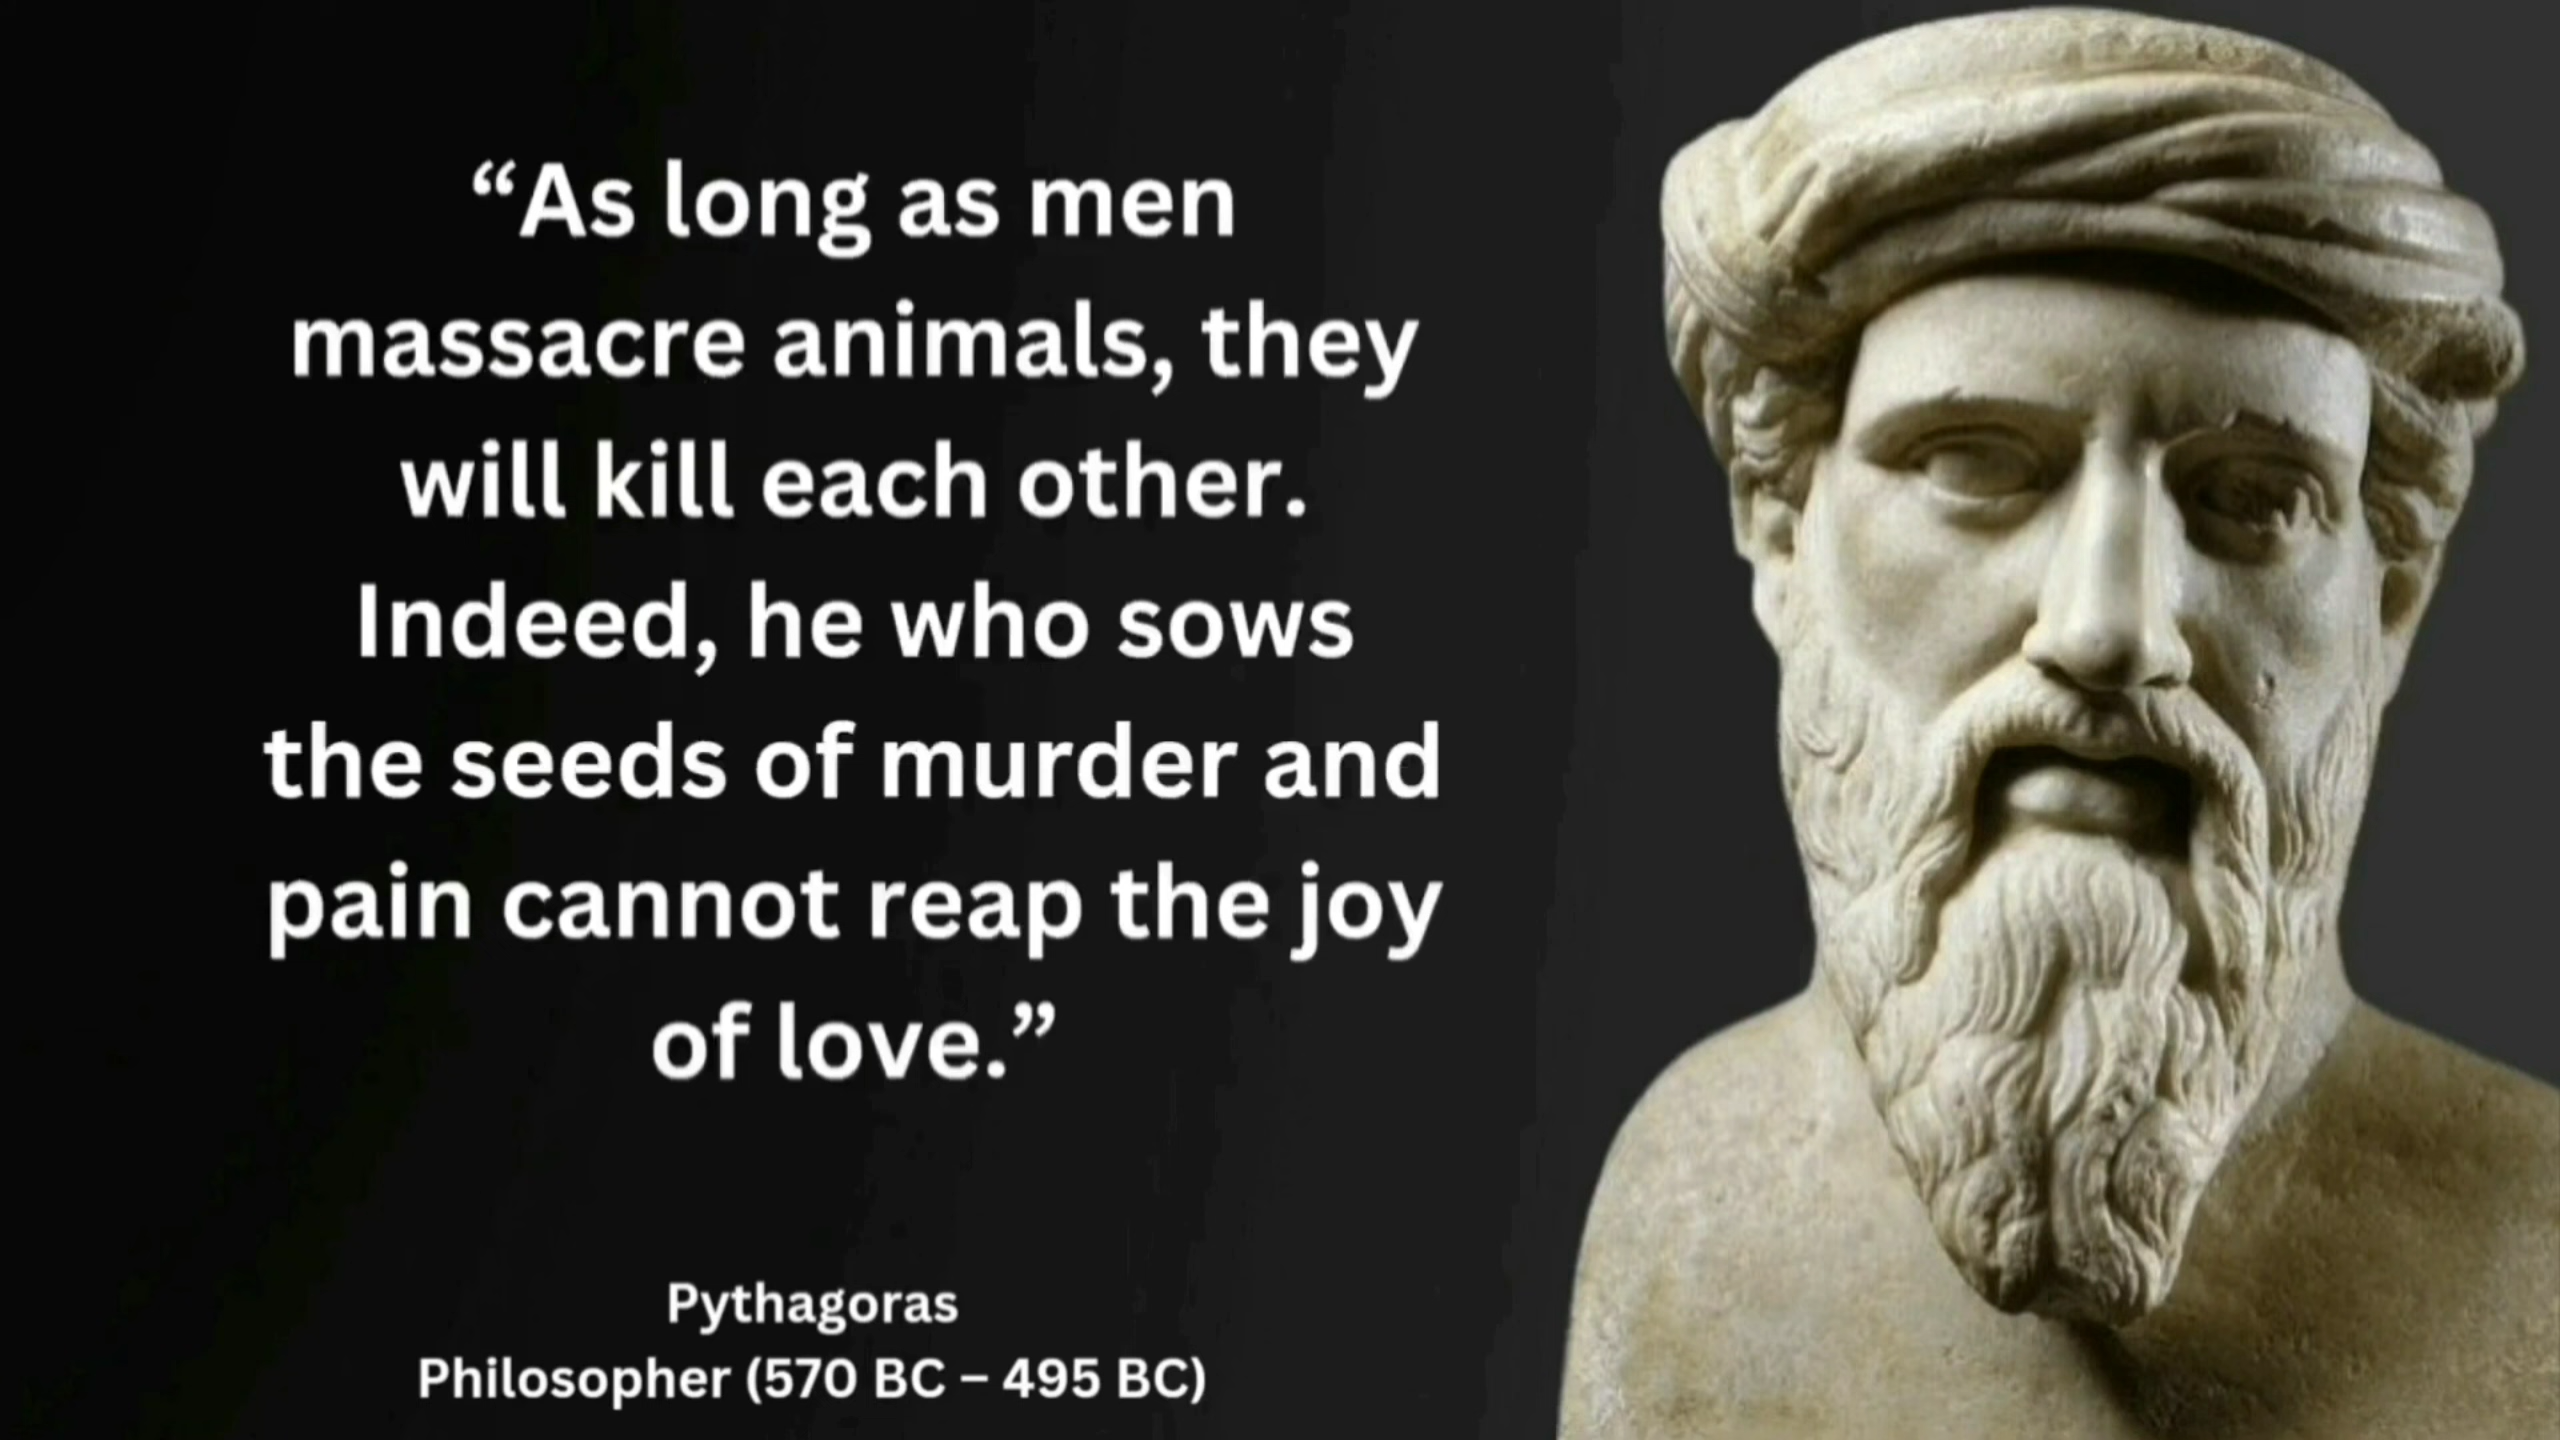 “As long as men
massacre animals, they
will kill each other.
Indeed, he who sows
the seeds of murder and
pain cannot reap the joy
of love.”
Pythagoras
Philosopher (570 BC – 495 BC)